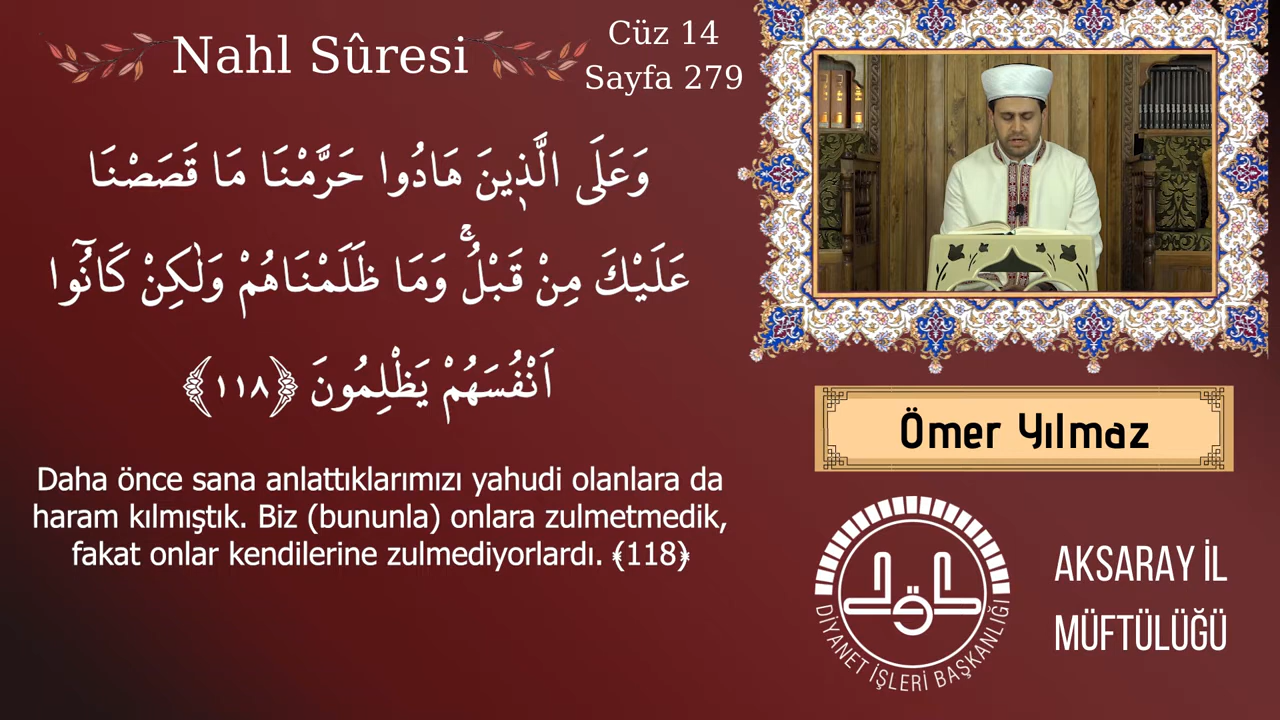 Nahl Sûresi
Cüz 14
Sayfa 279
وَعَلَى الَّذ۪ينَ هَادُوا حَرَّمْنَا مَا قَصَصْنَا
عَلَيْكَ مِنْ قَبْلُۚ وَمَا ظَلَمْنَاهُمْ وَلٰكِنْ كَانُٓوا
اَنْفُسَهُمْ يَظْلِمُونَ ﴿١١٨﴾
Daha önce sana anlattıklarımızı yahudi olanlara da
haram kılmıştık. Biz (bununla) onlara zulmetmedik,
fakat onlar kendilerine zulmediyorlardı. ﴾118﴿
Ömer Yılmaz
DİYANET İŞLERİ BAŞKANLIĞI
AKSARAY İL
MÜFTÜLÜĞÜ